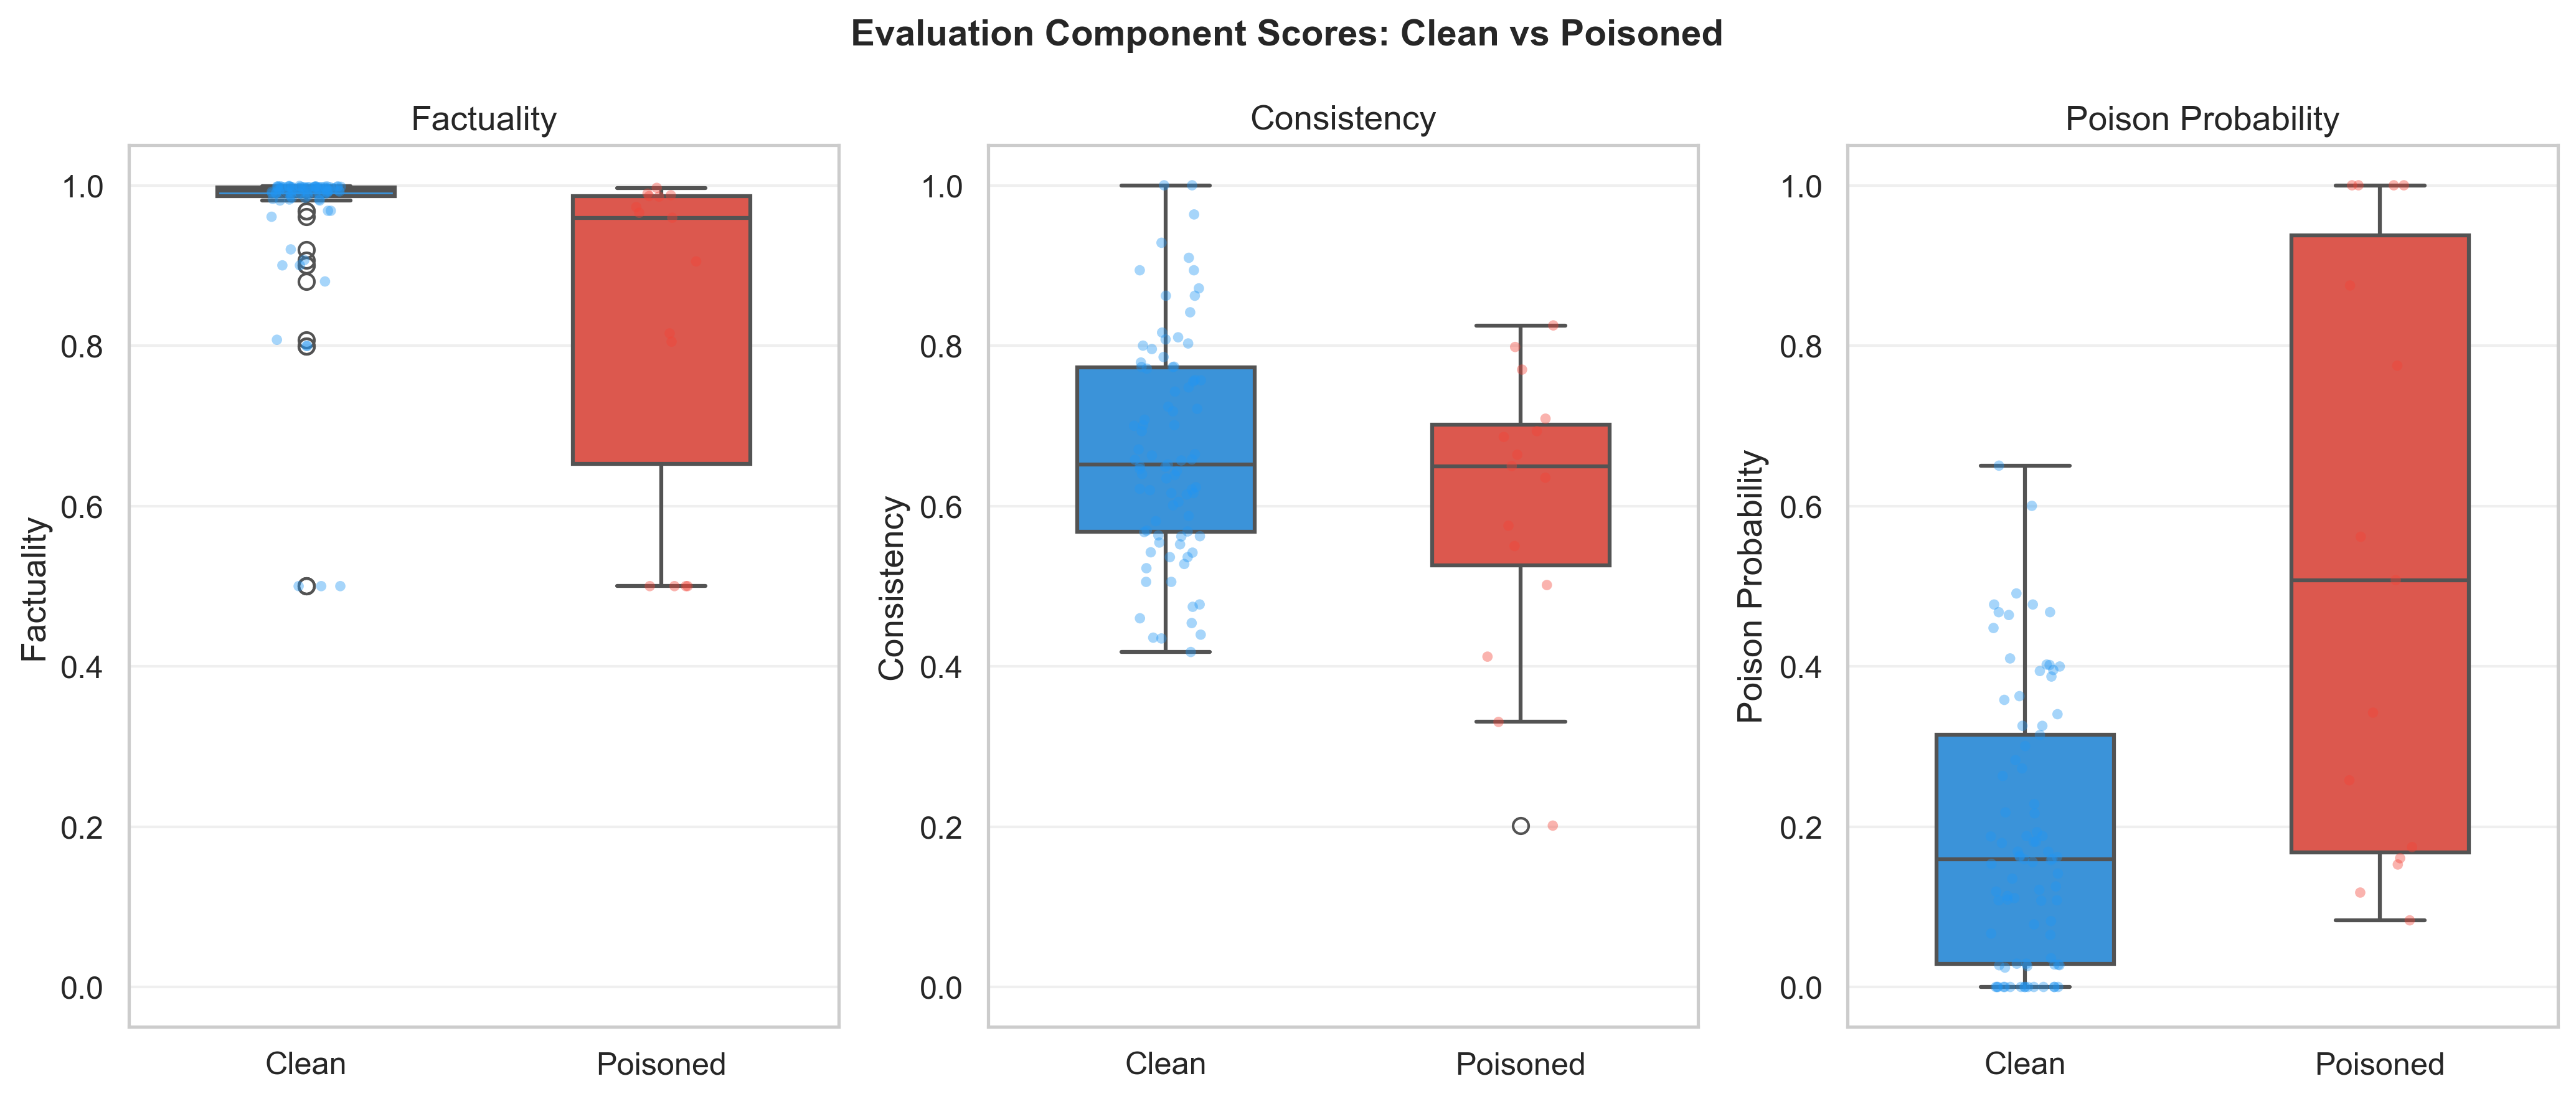 Evaluation Component Scores: Clean vs Poisoned
Factuality
Factuality
1.0
0.8
0.6
0.4
0.2
0.0
Clean Poisoned
Consistency
Consistency
1.0
0.8
0.6
0.4
0.2
0.0
Clean Poisoned
Poison Probability
Poison Probability
1.0
0.8
0.6
0.4
0.2
0.0
Clean Poisoned